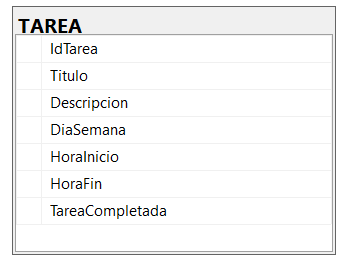 TAREA
IdTarea
Titulo
Descripcion
DiaSemana
HoraInicio
HoraFin
TareaCompletada